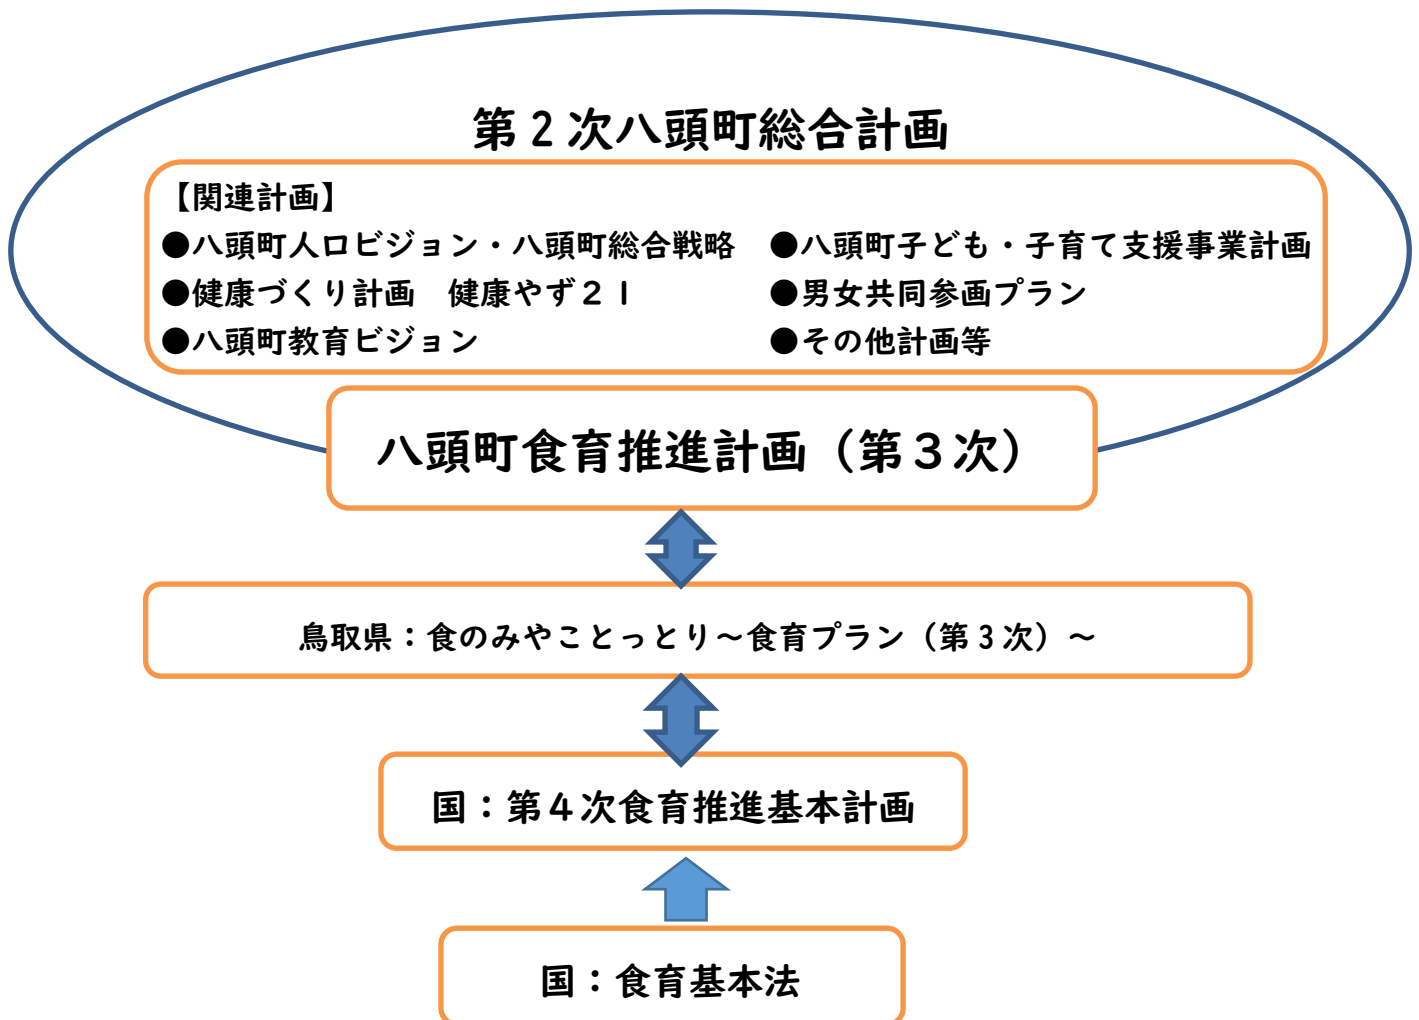 第2次八頭町総合計画
【関連計画】
●八頭町人口ビジョン・八頭町総合戦略　●八頭町子ども・子育て支援事業計画
●健康づくり計画　健康やず21　●男女共同参画プラン
●八頭町教育ビジョン　●その他計画等
八頭町食育推進計画（第3次）
鳥取県：食のみやことっとり～食育プラン（第3次）～
国：第4次食育推進基本計画
国：食育基本法